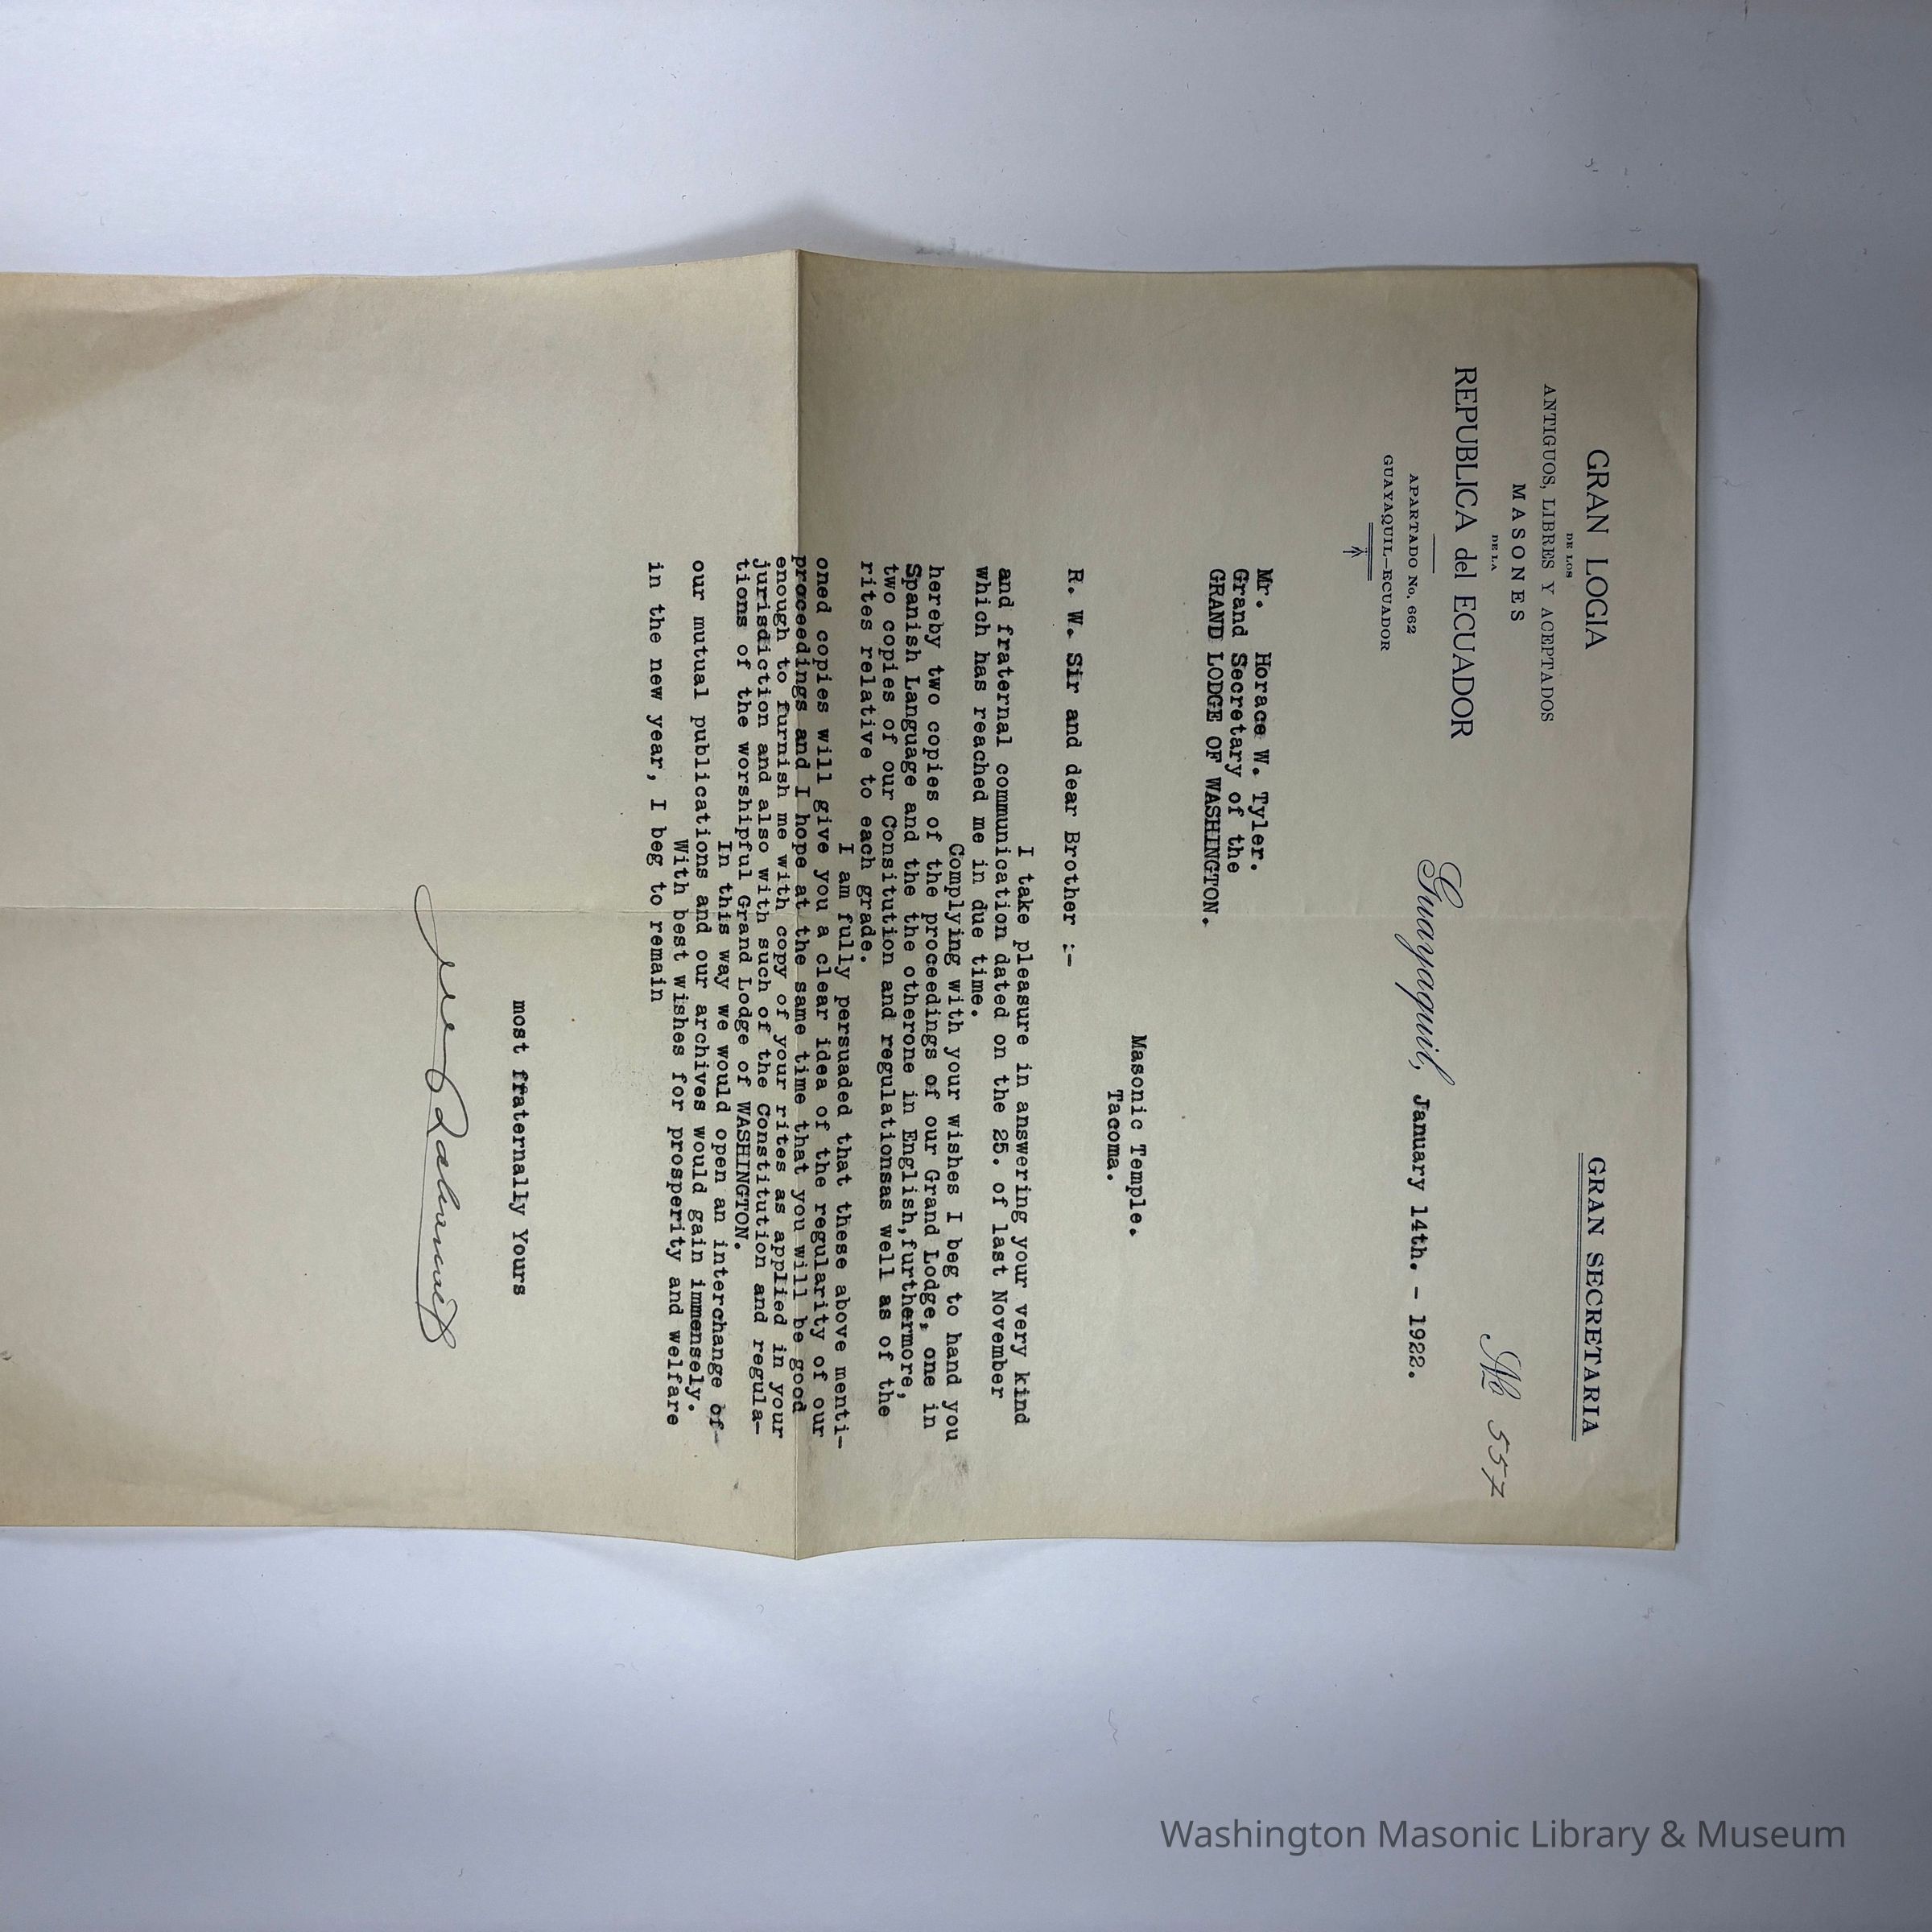 GRAN LOGIA
DE LOS
ANTIGUOS, LIBRES Y ACEPTADOS
MASONES
DE LA
REPUBLICA del ECUADOR
APARTADO No. 662
GUAYAQUIL—ECUADOR
GRAN SECRETARIA
No 557
Guayaquil, January 14th. - 1922.
Mr. Horace W. Tyler.
Grand Secretary of the
GRAND LODGE OF WASHINGTON.
Masonic Temple.
Tacoma.
R. W. Sir and dear Brother :-
I take pleasure in answering your very kind
and fraternal communication dated on the 25. of last November
which has reached me in due time.
Complying with your wishes I beg to hand you
hereby two copies of the proceedings of our Grand Lodge, one in
Spanish Language and the the otherone in English,furthermore,
two copies of our Consitution and regulationsas well as of the
rites relative to each grade.
I am fully persuaded that these above menti-
oned copies will give you a clear idea of the regularity of our
proceedings and I hope at the same time that you will be good
enough to furnish me with copy of your rites as applied in your
jurisdiction and also with such of the Constitution and regula-
tions of the worshipful Grand Lodge of WASHINGTON.
In this way we would open an interchange of-
our mutual publications and our archives would gain immensely.
With best wishes for prosperity and welfare
in the new year, I beg to remain
most fraternally Yours
Washington Masonic Library & Museum